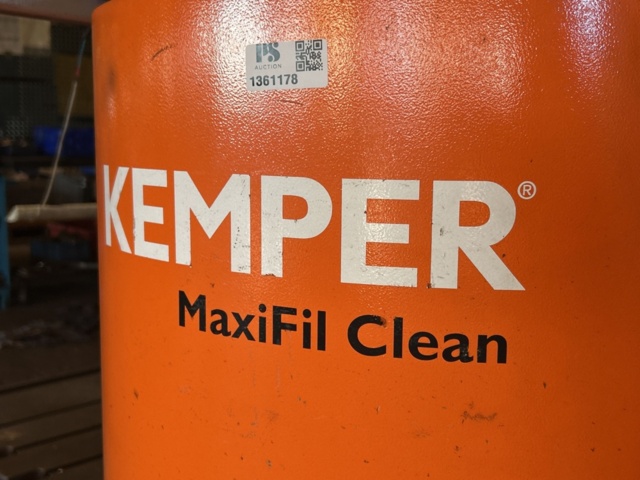 PS
AUCTION
1361178
KEMPER®
MaxiFil Clean